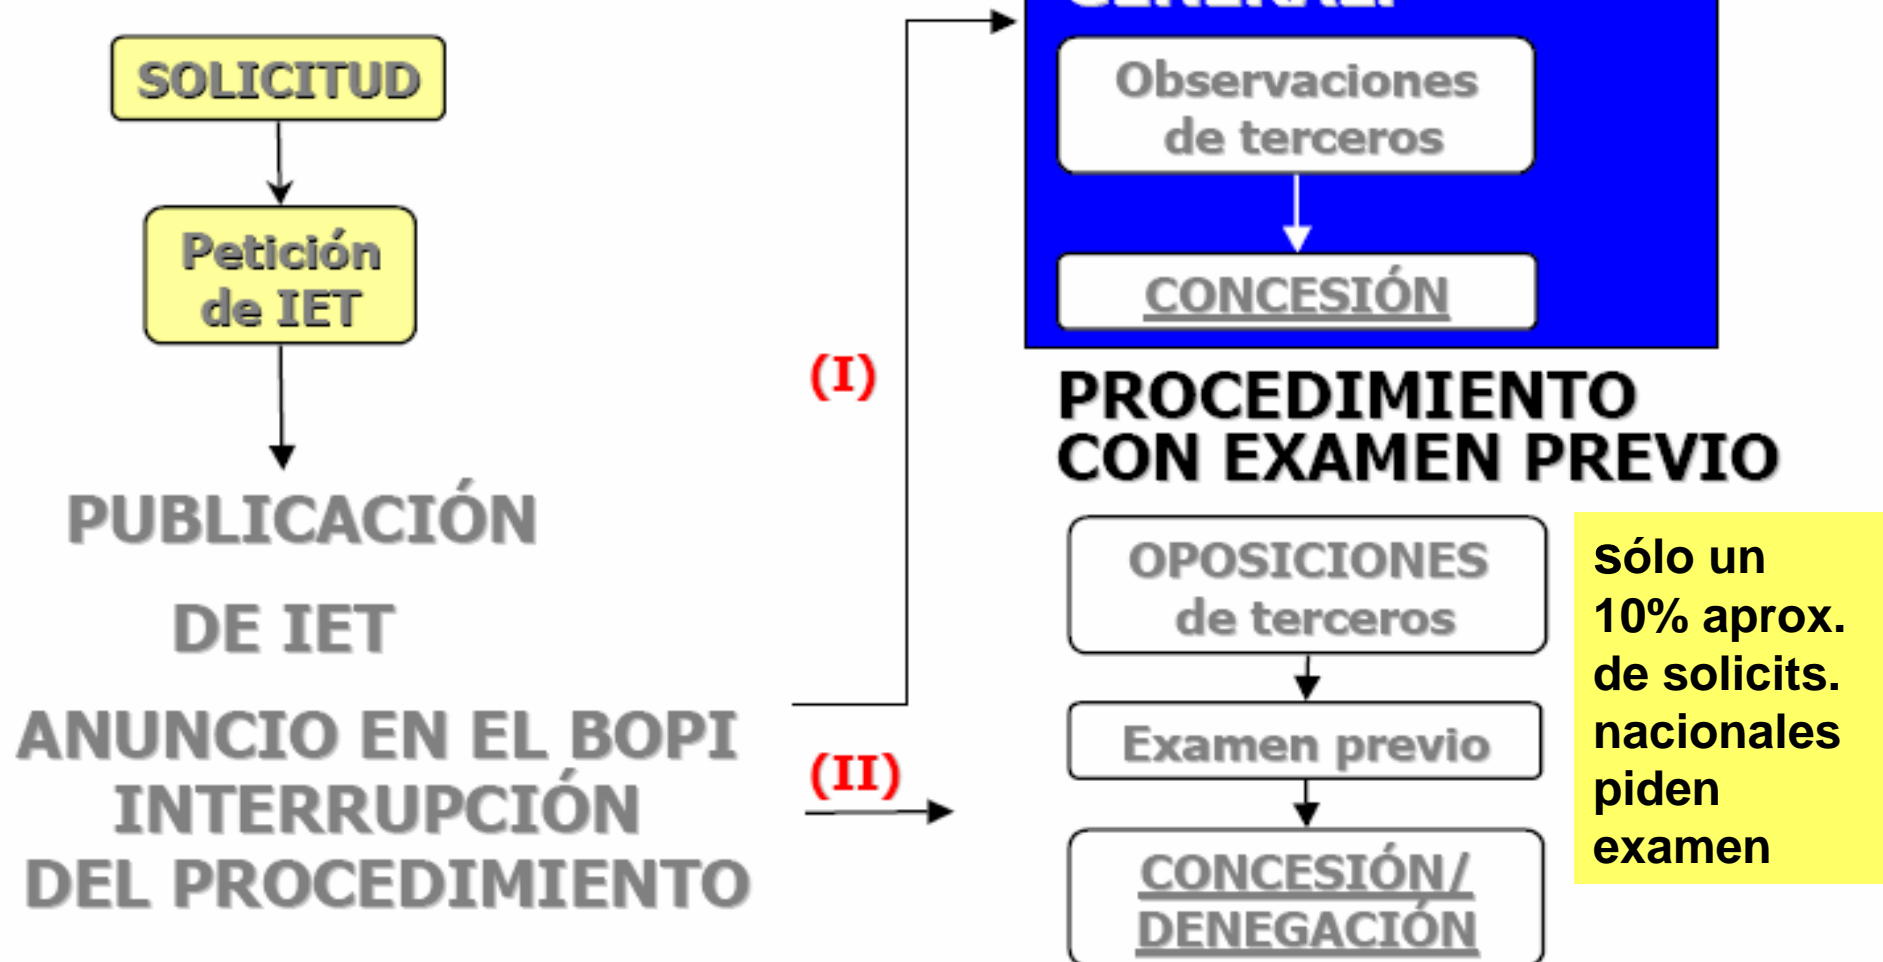 SOLICITUD
Petición
de IET
PUBLICACIÓN
DE IET
ANUNCIO EN EL BOPI
INTERRUPCIÓN
DEL PROCEDIMIENTO
(I)
(II)
Observaciones
de terceros
CONCESIÓN
PROCEDIMIENTO
CON EXAMEN PREVIO
OPOSICIONES
de terceros
Examen previo
CONCESIÓN/
DENEGACIÓN
sólo un
10% aprox.
de solicits.
nacionales
piden
examen